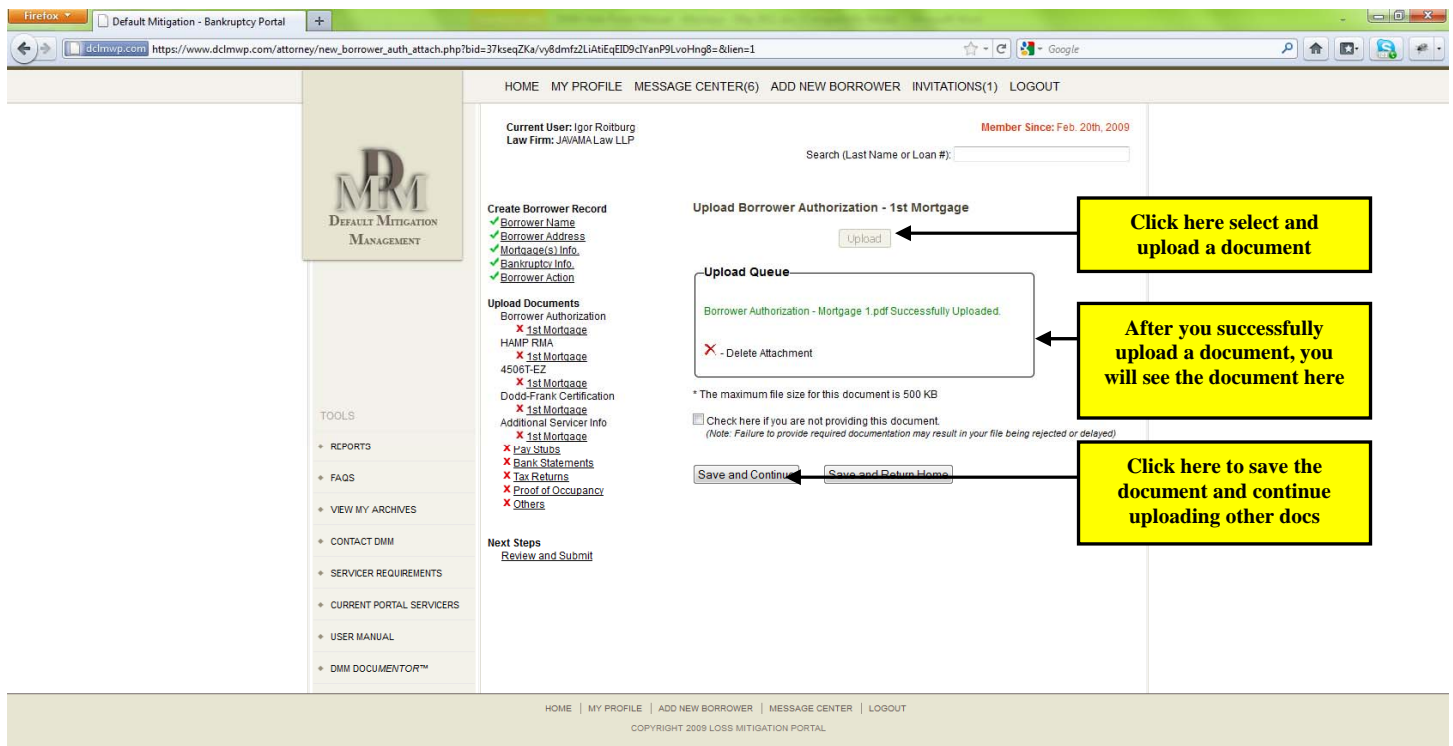 Firefox
Default Mitigation - Bankruptcy Portal
+
dclmwp.com https://www.dclmwp.com/attorney/new_borrower_auth_attach.php?bid=37kseqZKa/vy8dmfz2LiAtiEqEID9cIYanP9LvoHng8=&lien=1
Google
HOME MY PROFILE MESSAGE CENTER(6) ADD NEW BORROWER INVITATIONS(1) LOGOUT
Current User: Igor Roitburg
Law Firm: JAVAMA Law LLP
Member Since: Feb. 20th, 2009
Search (Last Name or Loan #):
DMM
DEFAULT MITIGATION
MANAGEMENT
Create Borrower Record
Borrower Name
Borrower Address
Mortgage(s) Info.
Bankruptcy Info.
Borrower Action
Upload Documents
Borrower Authorization
X 1st Mortgage
HAMP RMA
X 1st Mortgage
4506T-EZ
X 1st Mortgage
Dodd-Frank Certification
X 1st Mortgage
Additional Servicer Info
X 1st Mortgage
X Pay Stubs
X Bank Statements
X Tax Returns
X Proof of Occupancy
X Others
Next Steps
Review and Submit
Upload Borrower Authorization - 1st Mortgage
Upload
Upload Queue
Borrower Authorization - Mortgage 1.pdf Successfully Uploaded.
X - Delete Attachment
* The maximum file size for this document is 500 KB
Check here if you are not providing this document.
(Note: Failure to provide required documentation may result in your file being rejected or delayed)
Save and Continue Save and Return Home
Click here select and
upload a document
After you successfully
upload a document, you
will see the document here
Click here to save the
document and continue
uploading other docs
TOOLS
REPORTS
FAQS
VIEW MY ARCHIVES
CONTACT DMM
SERVICER REQUIREMENTS
CURRENT PORTAL SERVICERS
USER MANUAL
DMM DOCUMENTOR™
HOME | MY PROFILE | ADD NEW BORROWER | MESSAGE CENTER | LOGOUT
COPYRIGHT 2009 LOSS MITIGATION PORTAL